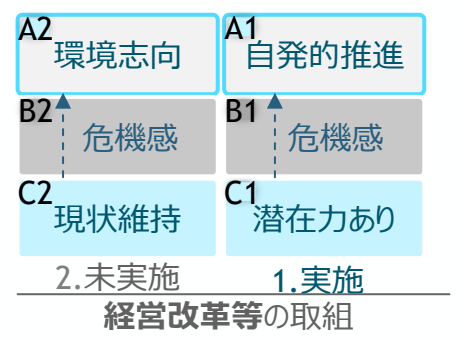 A2 A1
環境志向 自発的推進
B2 B1
危機感 危機感
C2 C1
現状維持 潜在力あり
2.未実施 1.実施
経営改革等の取組